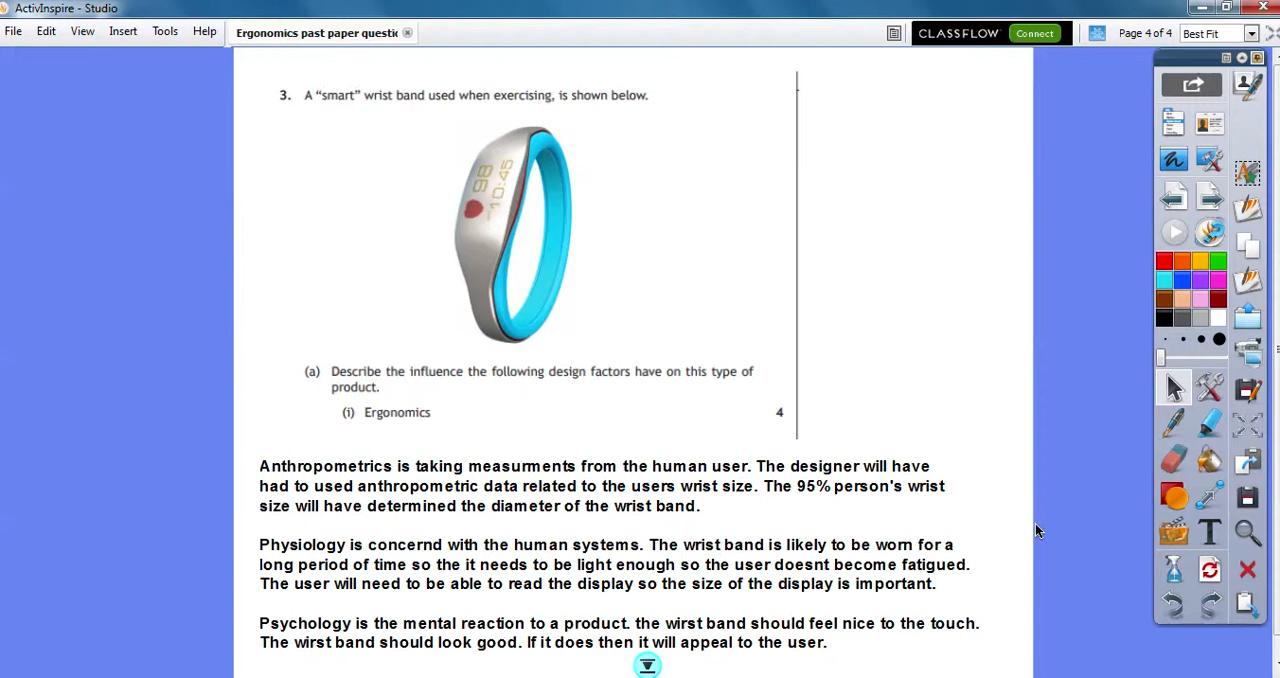 ActivInspire - Studio
File Edit View Insert Tools Help
Ergonomics past paper questic
CLASSFLOW Connect
Page 4 of 4
Best Fit
3. A “smart” wrist band used when exercising, is shown below.
98
10:45
(a) Describe the influence the following design factors have on this type of
product.
(i) Ergonomics 4
Anthropometrics is taking measurments from the human user. The designer will have
had to used anthropometric data related to the users wrist size. The 95% person's wrist
size will have determined the diameter of the wrist band.
Physiology is concernd with the human systems. The wrist band is likely to be worn for a
long period of time so the it needs to be light enough so the user doesnt become fatigued.
The user will need to be able to read the display so the size of the display is important.
Psychology is the mental reaction to a product. the wirst band should feel nice to the touch.
The wirst band should look good. If it does then it will appeal to the user.